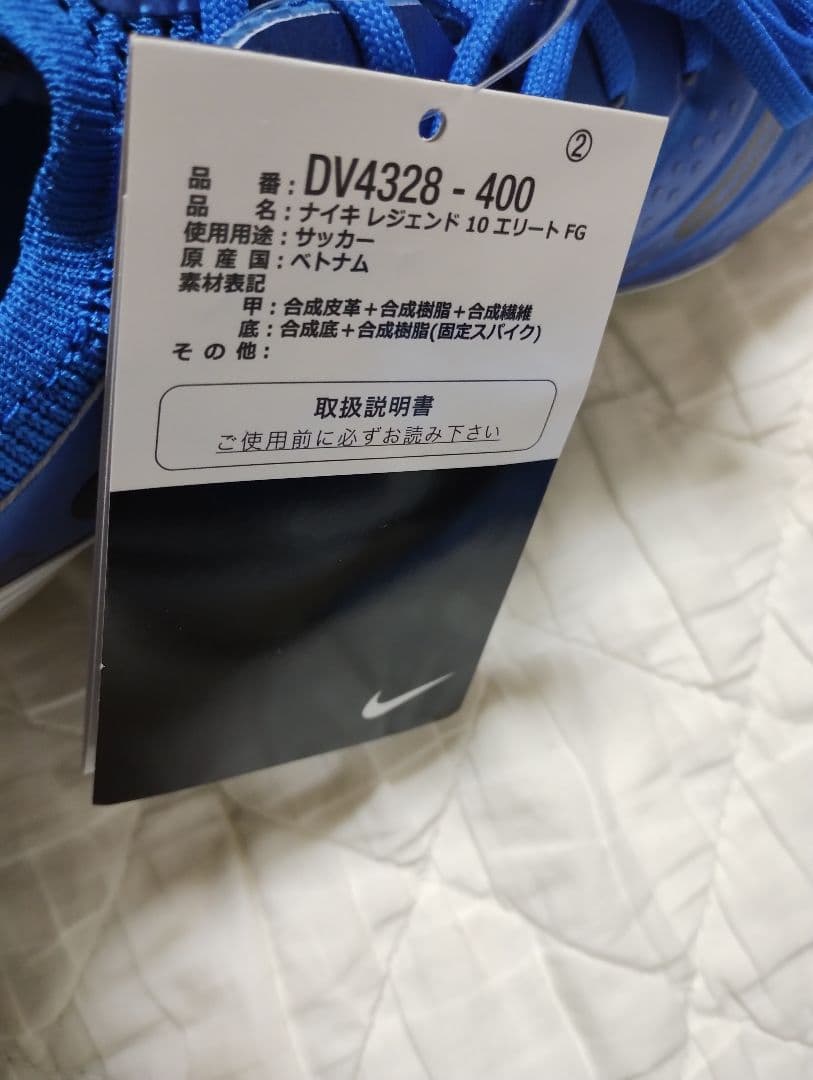 ②
品 番：DV4328 - 400
品 名：ナイキ レジェンド 10 エリート FG
使用用途：サッカー
原 産 国：ベトナム
素材表記
甲：合成皮革＋合成樹脂＋合成繊維
底：合成底＋合成樹脂(固定スパイク)
そ の 他：
取扱説明書
ご使用前に必ずお読み下さい